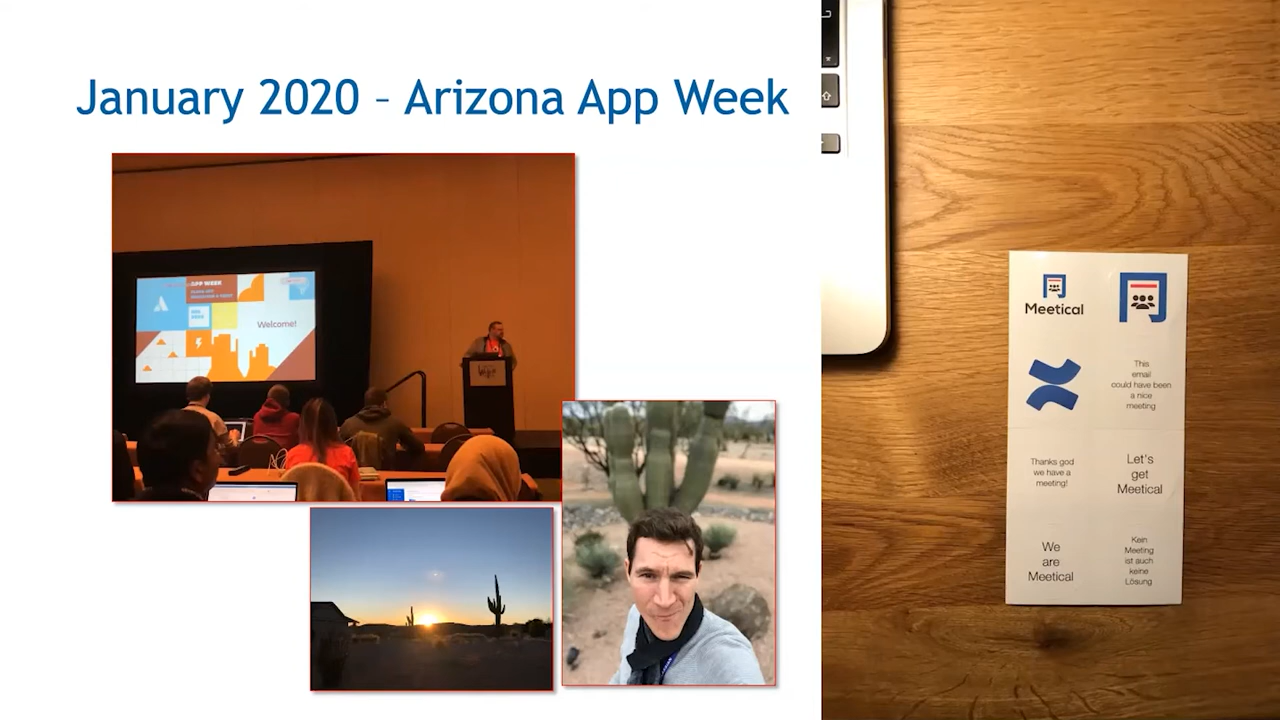 January 2020 – Arizona App Week
APP WEEK
Welcome!
Meetical
This
email
could have been
a nice
meeting
Thanks god
we have a
meeting!
Let's
get
Meetical
We
are
Meetical
Kein
Meeting
ist auch
keine
Lösung